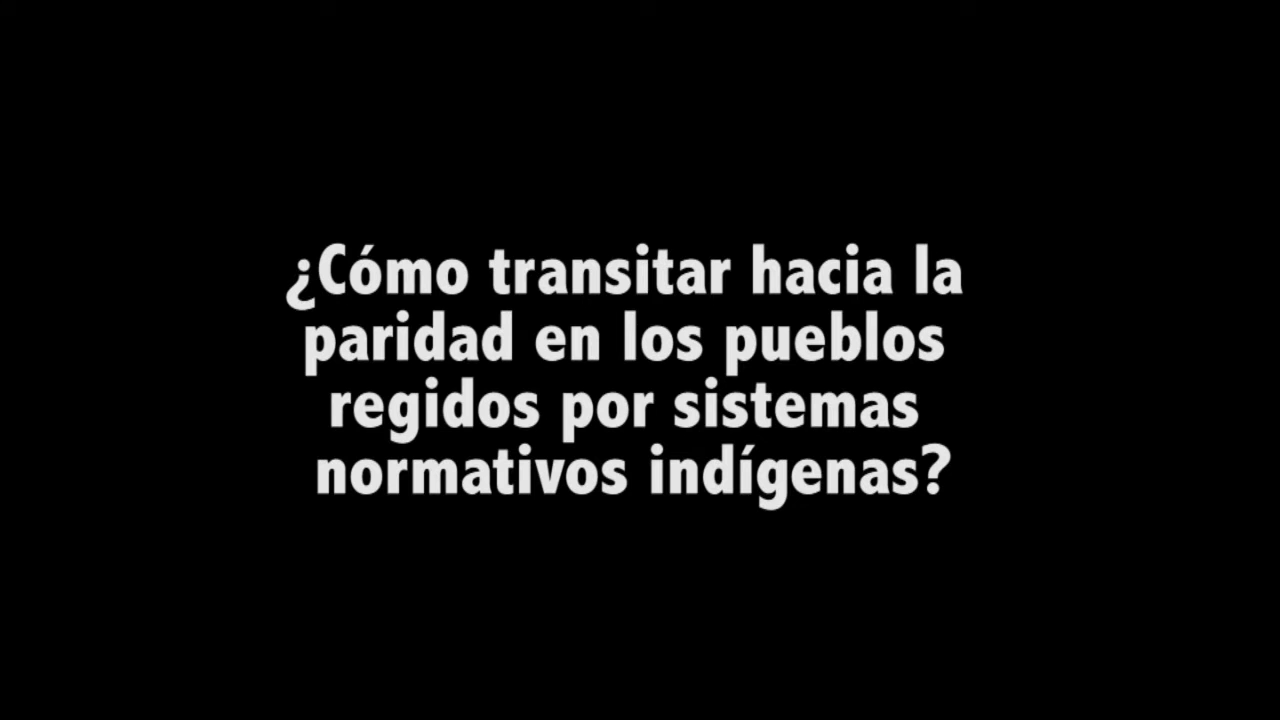 ¿Cómo transitar hacia la
paridad en los pueblos
regidos por sistemas
normativos indígenas?